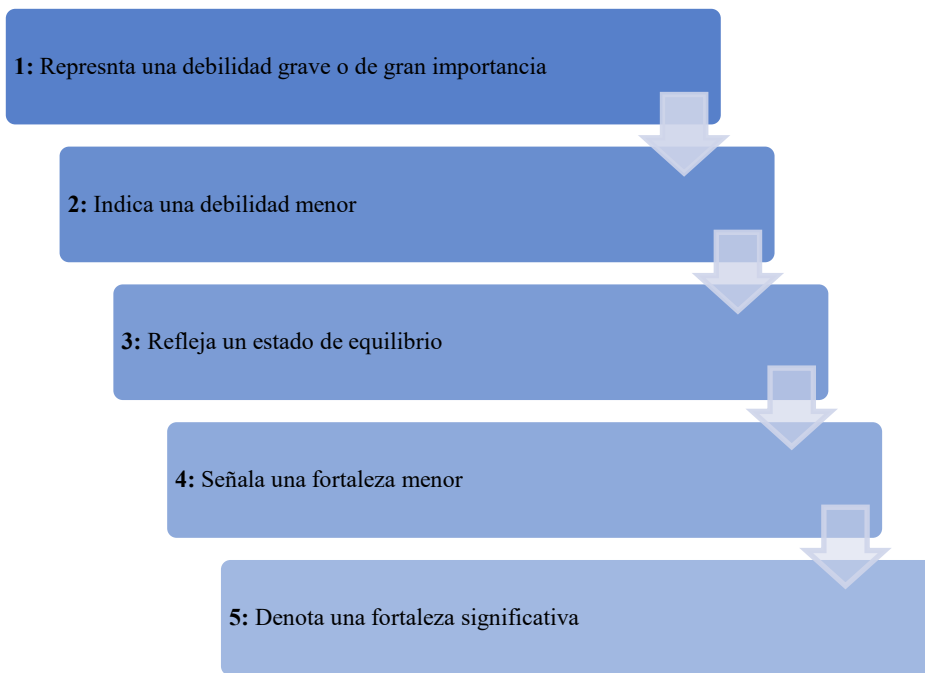 1: Represnta una debilidad grave o de gran importancia
2: Indica una debilidad menor
3: Refleja un estado de equilibrio
4: Señala una fortaleza menor
5: Denota una fortaleza significativa